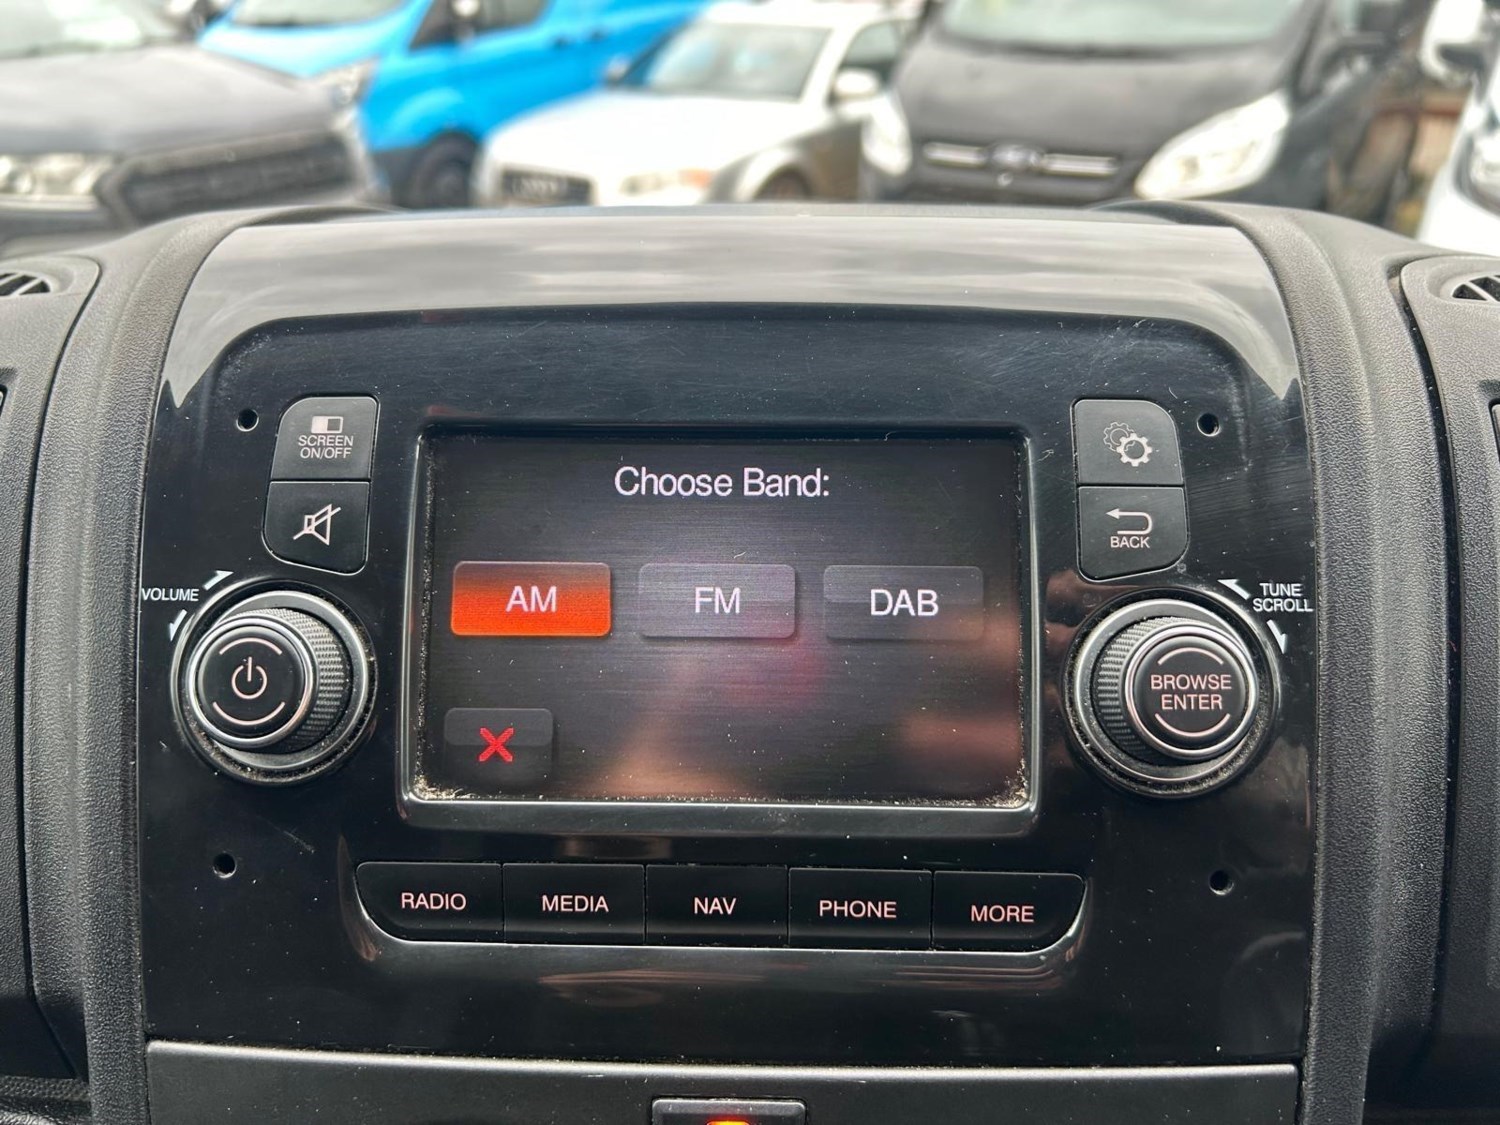 SCREEN
ON/OFF
VOLUME
Choose Band:
AM
FM
DAB
BACK
TUNE
SCROLL
BROWSE
ENTER
RADIO
MEDIA
NAV
PHONE
MORE